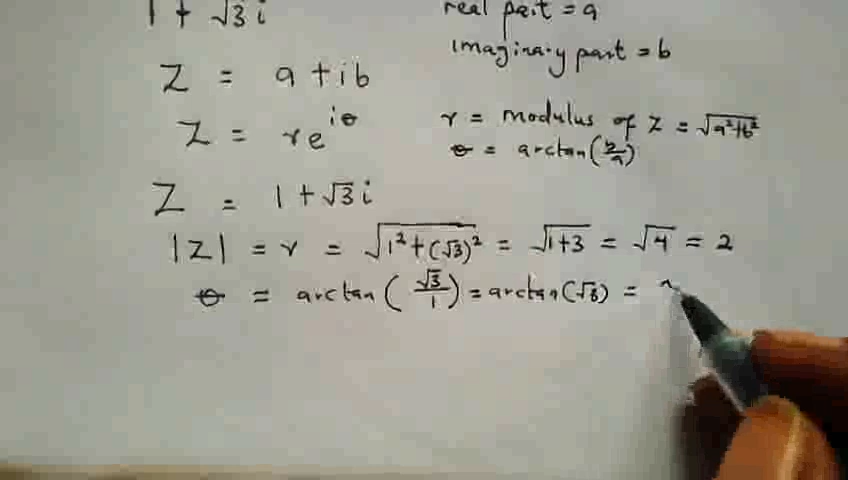 1 + √3 i
real part = a
imaginary part = b
Z = a + ib
Z = re^{iθ}
r = modulus of Z = √(a²+b²)
θ = arctan(b/a)
Z = 1 + √3 i
|Z| = r = √(1² + (√3)²) = √(1+3) = √4 = 2
θ = arctan(√3/1) = arctan(√3) =